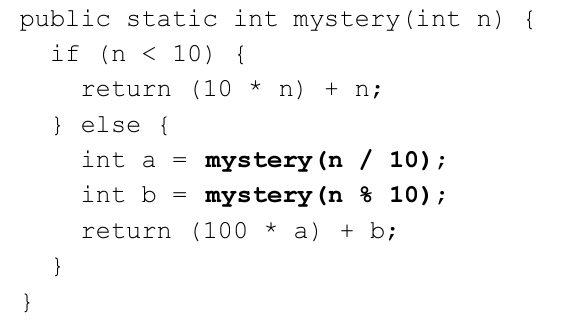 public static int mystery(int n) {
  if (n < 10) {
    return (10 * n) + n;
  } else {
    int a = mystery(n / 10);
    int b = mystery(n % 10);
    return (100 * a) + b;
  }
}